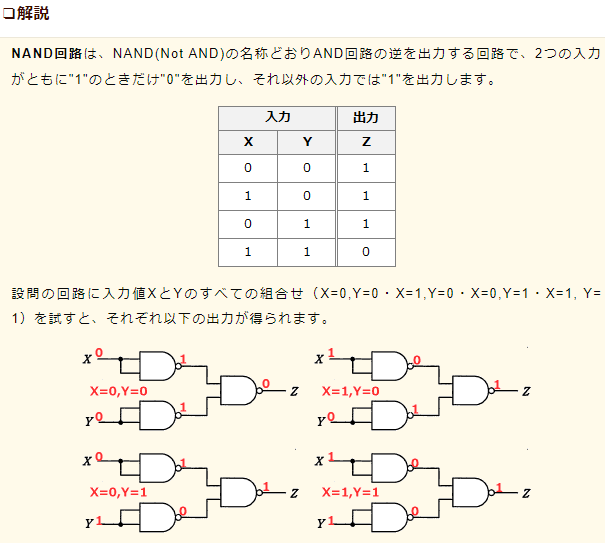 ❏解説
NAND回路は、NAND(Not AND)の名称どおりAND回路の逆を出力する回路で、2つの入力
がともに"1"のときだけ"0"を出力し、それ以外の入力では"1"を出力します。
入力 出力
X Y Z
0 0 1
1 0 1
0 1 1
1 1 0
設問の回路に入力値XとYのすべての組合せ（X=0,Y=0・X=1,Y=0・X=0,Y=1・X=1, Y=
1）を試すと、それぞれ以下の出力が得られます。
X 0 1
X=0,Y=0 0 Z
Y 0 1
X 1 0
X=1,Y=0 1 Z
Y 0 1
X 0 1
X=0,Y=1 1 Z
Y 1 0
X 1 0
X=1,Y=1 1 Z
Y 1 0